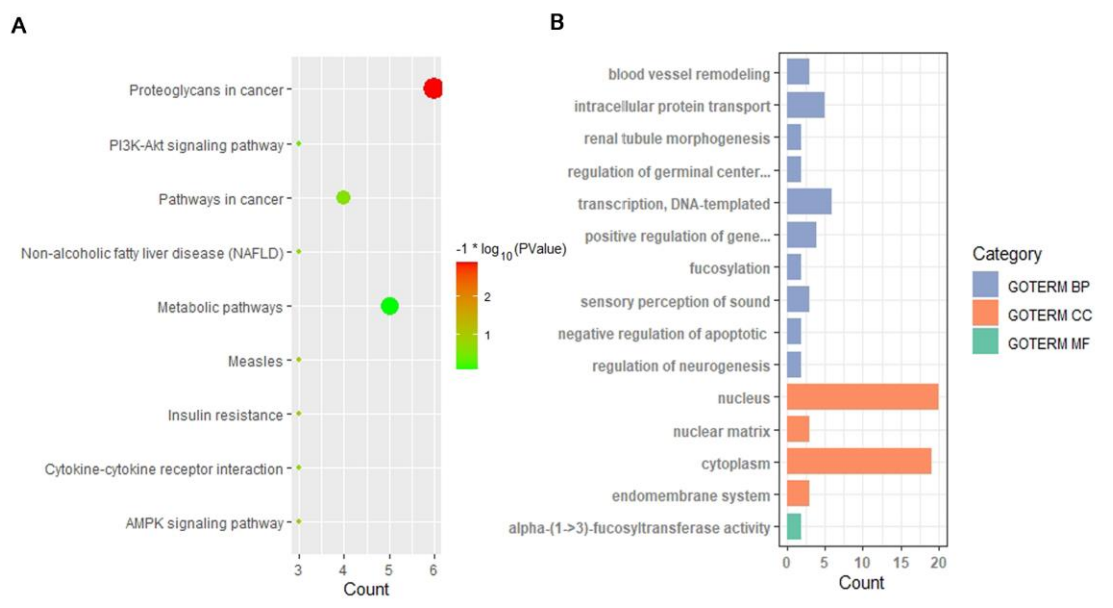 A
Proteoglycans in cancer
PI3K-Akt signaling pathway
Pathways in cancer
Non-alcoholic fatty liver disease (NAFLD)
Metabolic pathways
Measles
Insulin resistance
Cytokine-cytokine receptor interaction
AMPK signaling pathway
3 4 5 6
Count
-1 * log10(PValue)
2
1
B
blood vessel remodeling
intracellular protein transport
renal tubule morphogenesis
regulation of germinal center...
transcription, DNA-templated
positive regulation of gene...
fucosylation
sensory perception of sound
negative regulation of apoptotic
regulation of neurogenesis
nucleus
nuclear matrix
cytoplasm
endomembrane system
alpha-(1->3)-fucosyltransferase activity
0 5 10 15 20
Count
Category
GOTERM BP
GOTERM CC
GOTERM MF